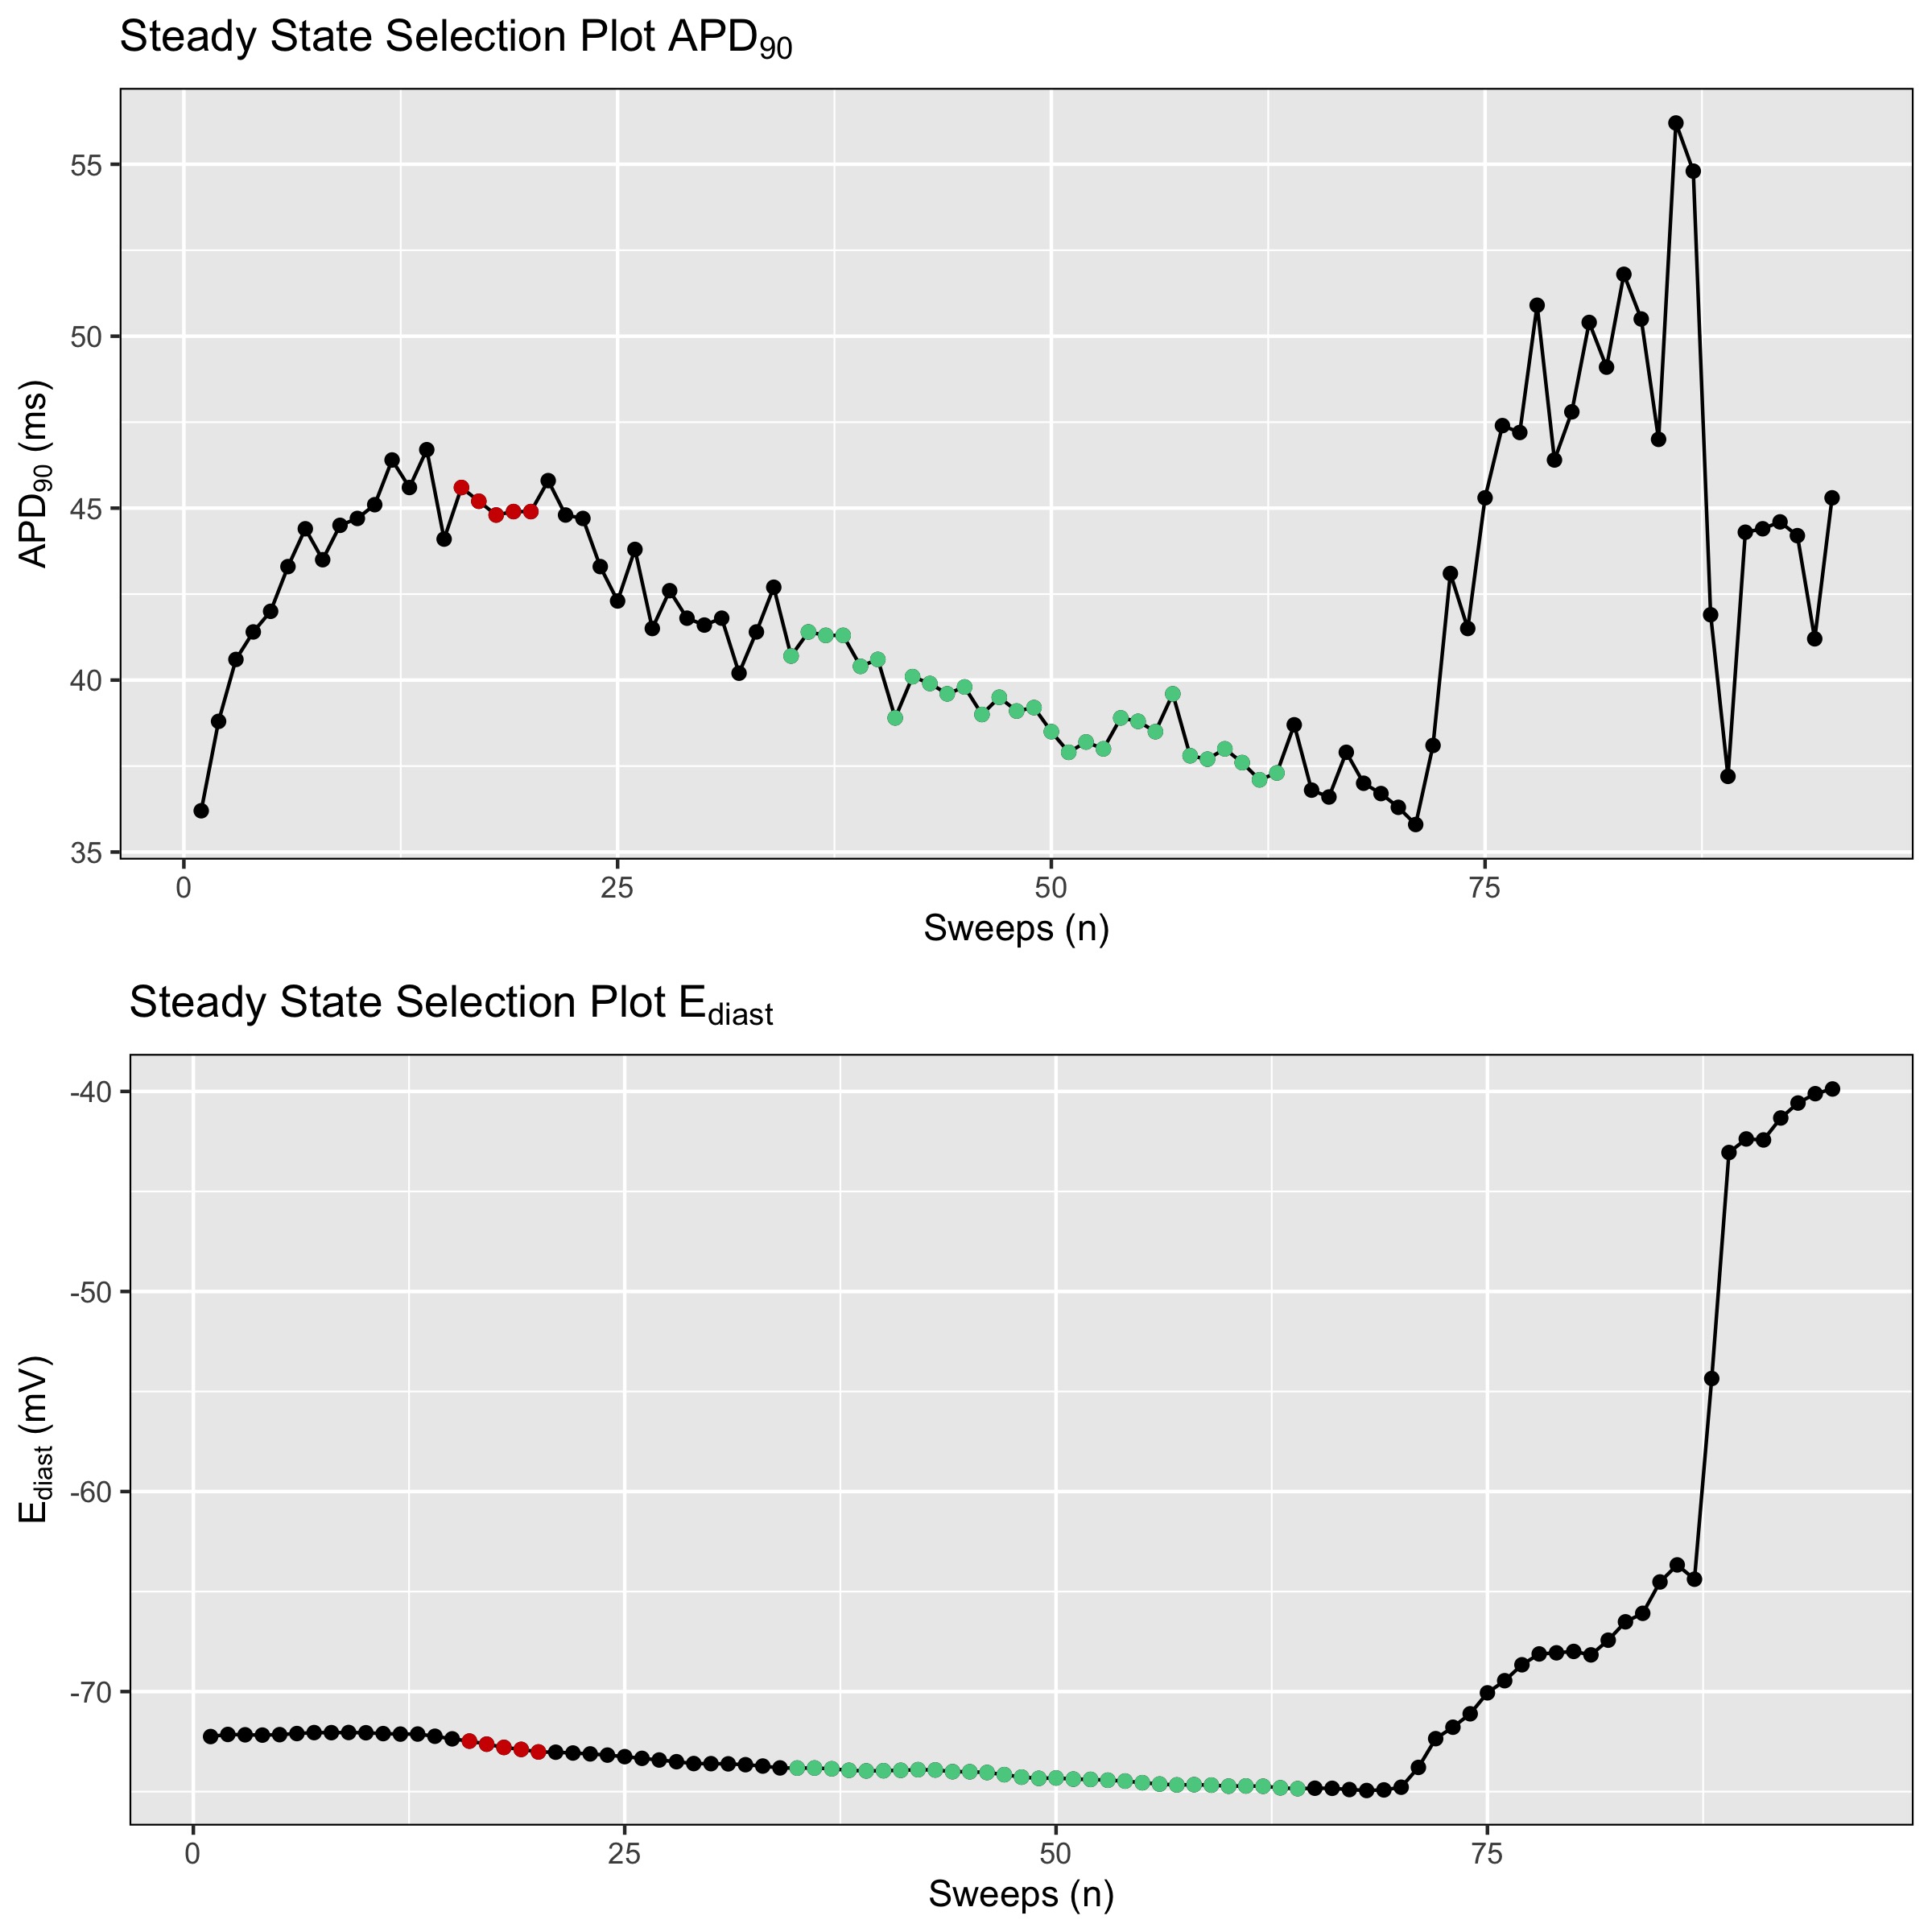 Steady State Selection Plot APD90
55
50
45
40
35
APD90 (ms)
0 25 50 75
Sweeps (n)
Steady State Selection Plot Ediast
-40
-50
-60
-70
Ediast (mV)
0 25 50 75
Sweeps (n)